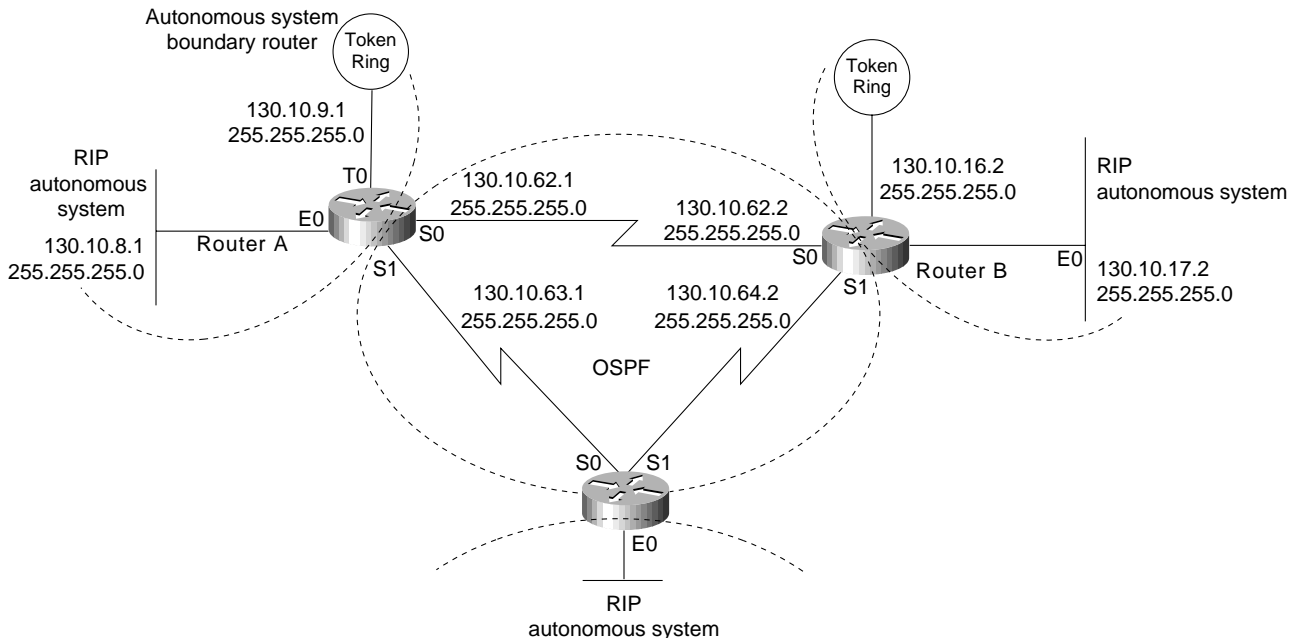 Autonomous system
boundary router
Token
Ring
130.10.9.1
255.255.255.0
T0
RIP
autonomous
system
130.10.8.1
255.255.255.0
E0
Router A
S0
S1
130.10.62.1
255.255.255.0
130.10.62.2
255.255.255.0
Token
Ring
130.10.16.2
255.255.255.0
RIP
autonomous system
S0
S1
Router B
E0
130.10.17.2
255.255.255.0
130.10.63.1
255.255.255.0
130.10.64.2
255.255.255.0
OSPF
S0
S1
E0
RIP
autonomous system